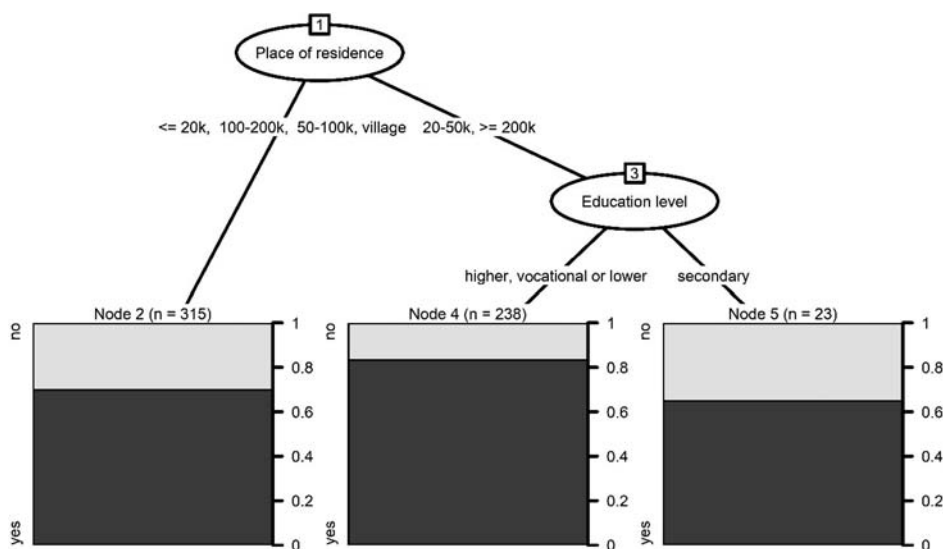 1
Place of residence
<= 20k, 100-200k, 50-100k, village
20-50k, >= 200k
3
Education level
higher, vocational or lower
secondary
Node 2 (n = 315)
no
yes
1
0.8
0.6
0.4
0.2
0
Node 4 (n = 238)
no
yes
1
0.8
0.6
0.4
0.2
0
Node 5 (n = 23)
no
yes
1
0.8
0.6
0.4
0.2
0